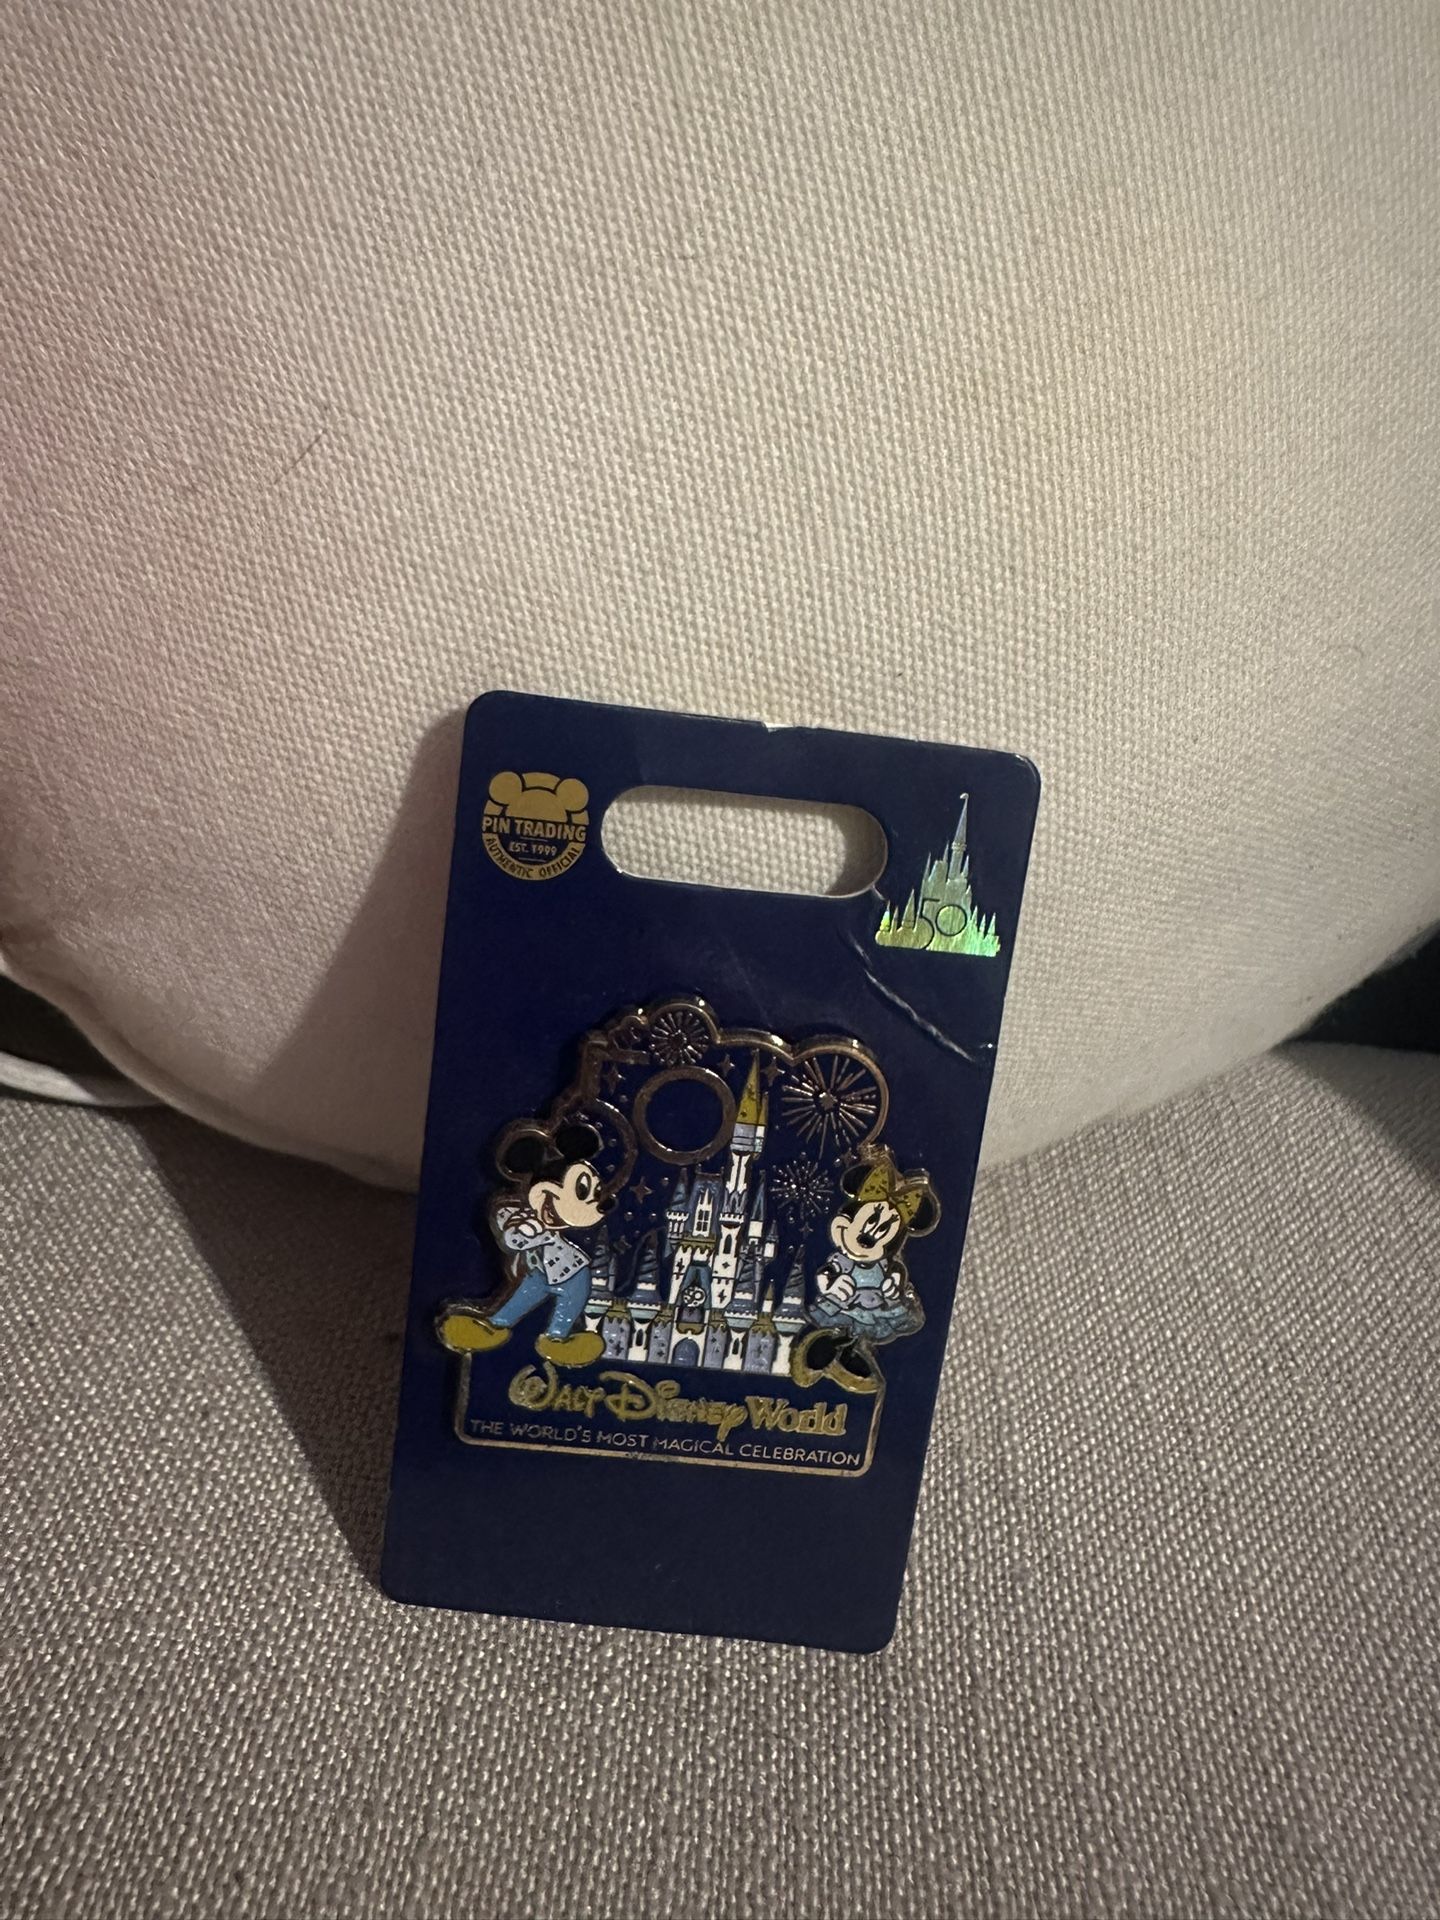 PIN TRADING
EST. 1999
AUTHENTIC OFFICIAL
50
WALT DISNEY WORLD
THE WORLD'S MOST MAGICAL CELEBRATION